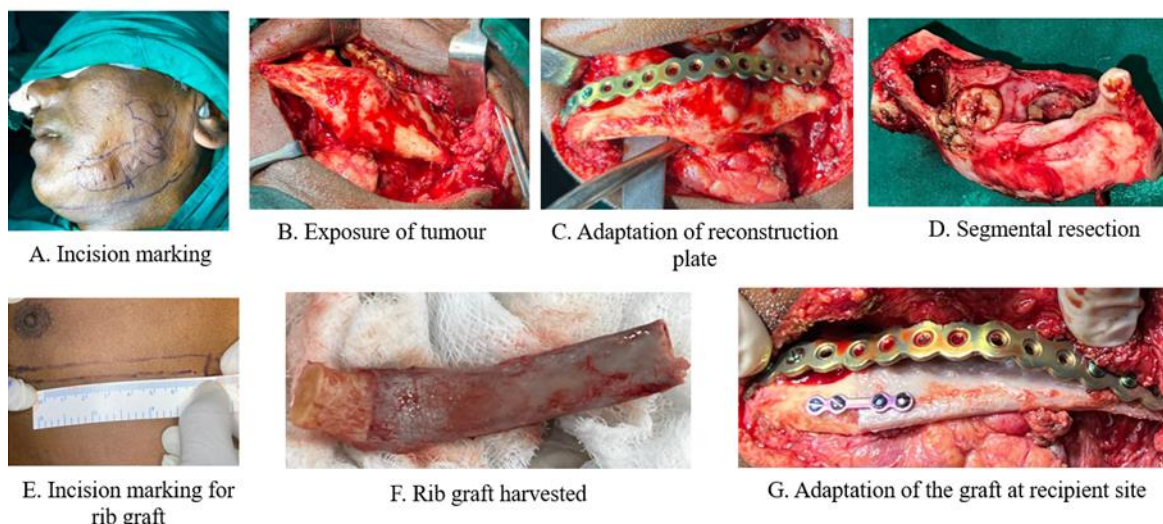 A. Incision marking
B. Exposure of tumour
C. Adaptation of reconstruction
plate
D. Segmental resection
E. Incision marking for
rib graft
F. Rib graft harvested
G. Adaptation of the graft at recipient site